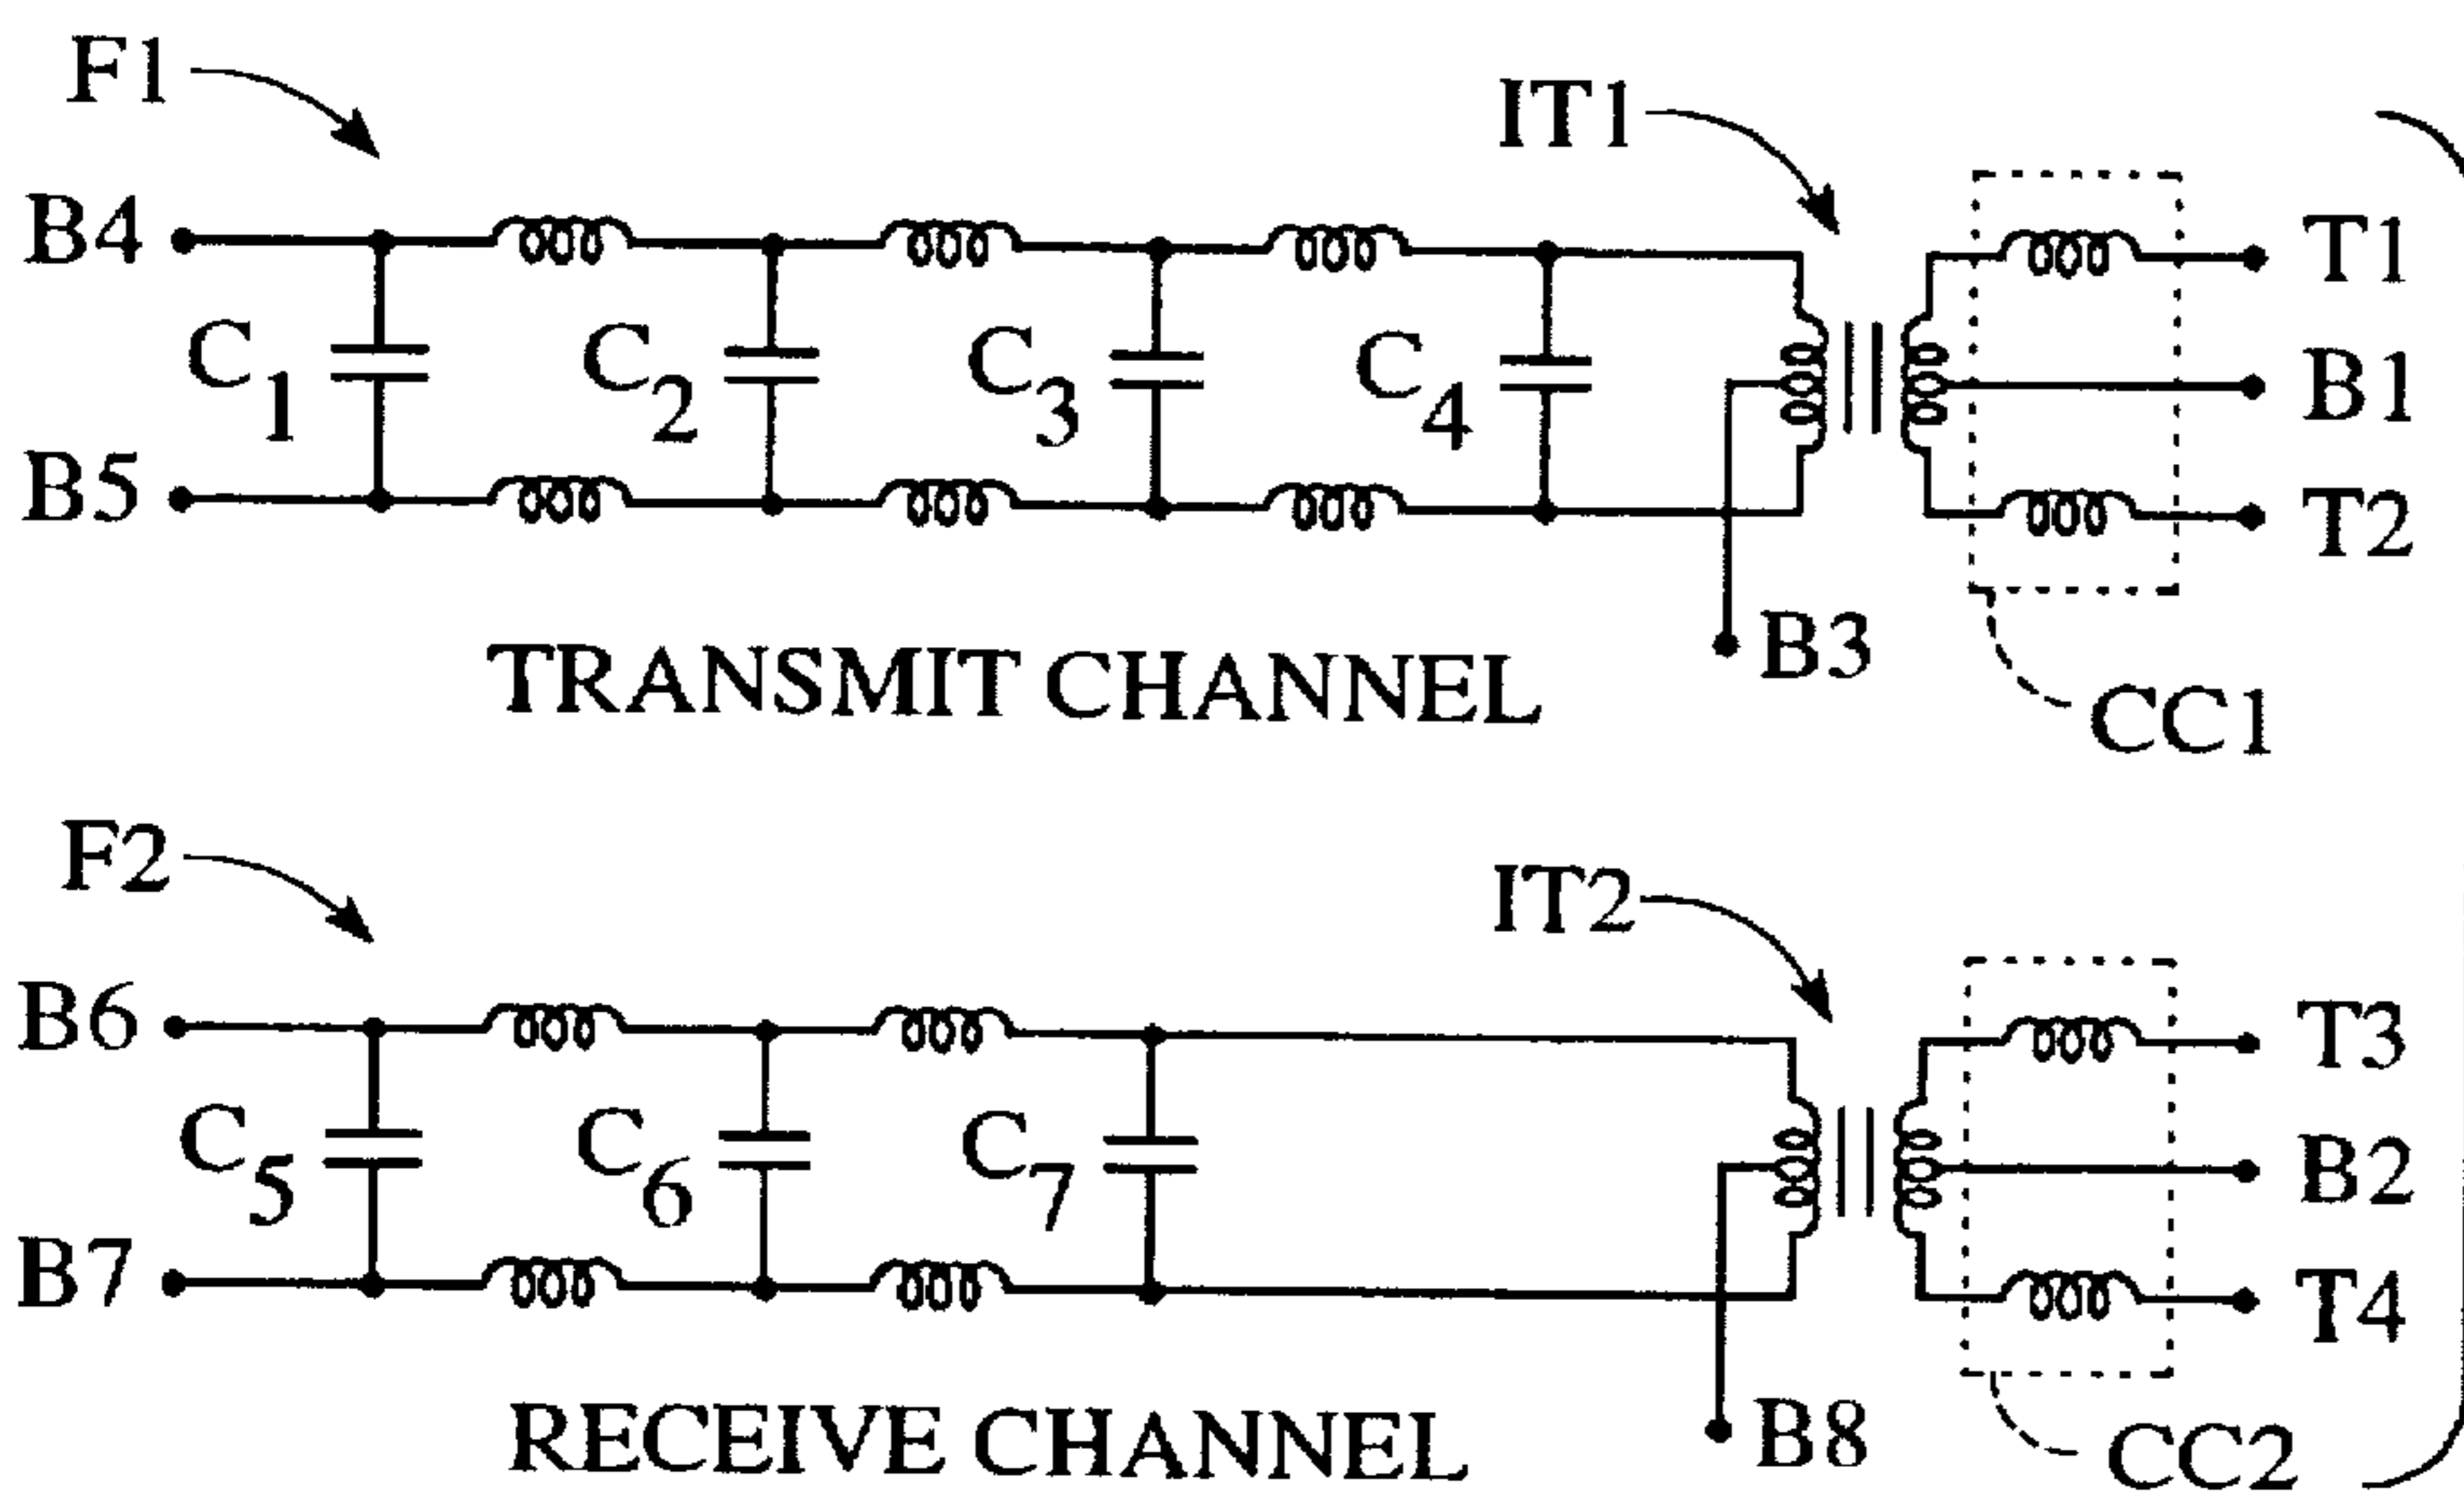 F1
IT1
B4
T1
C1
C2
C3
C4
B1
B5
T2
B3
TRANSMIT CHANNEL
CC1
F2
IT2
B6
T3
C5
C6
C7
B2
B7
T4
B8
RECEIVE CHANNEL
CC2